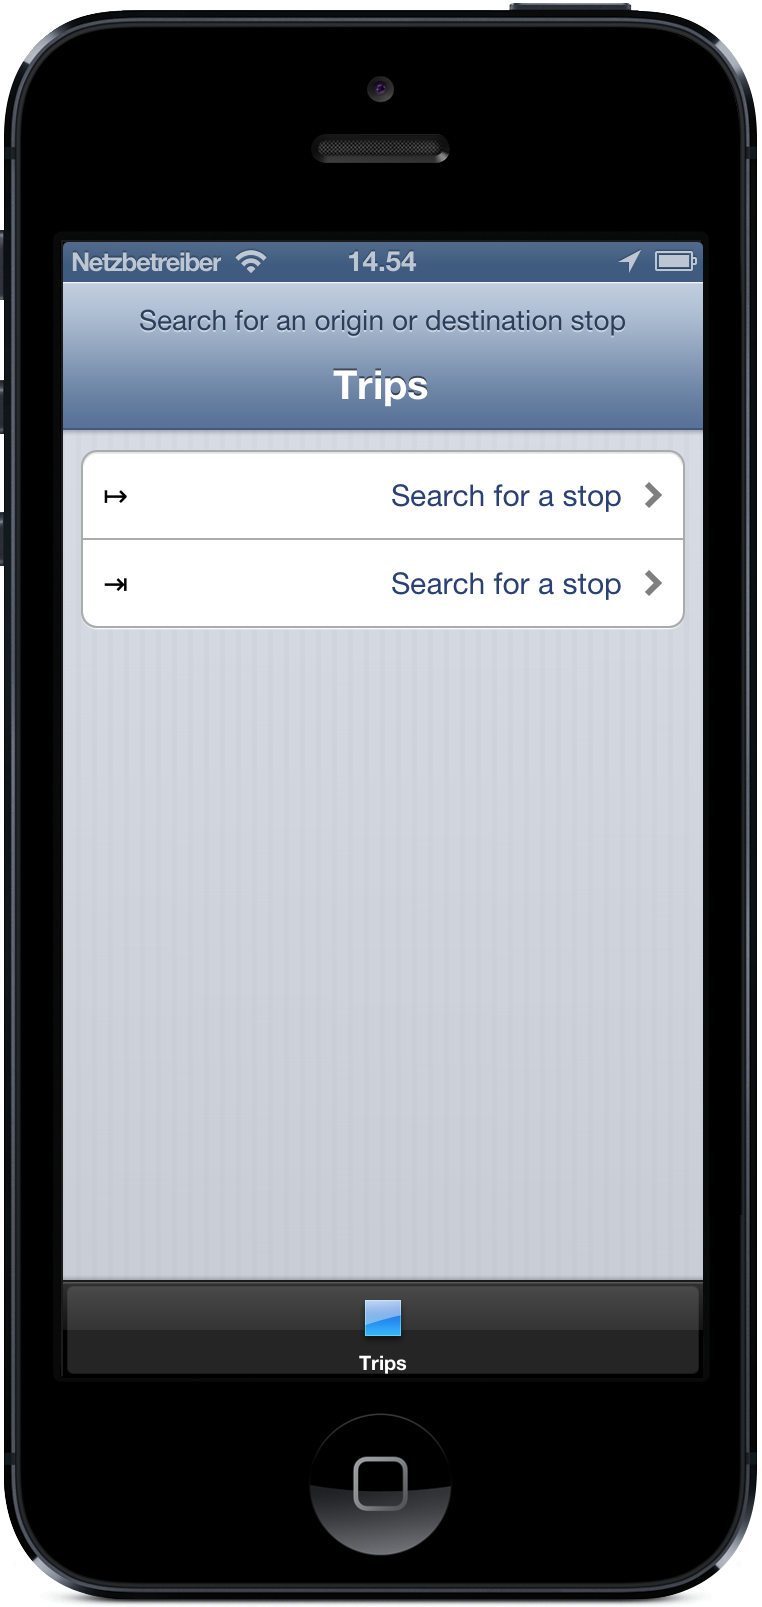 Netzbetreiber 14.54
Search for an origin or destination stop
Trips
↦ Search for a stop
⇥ Search for a stop
Trips